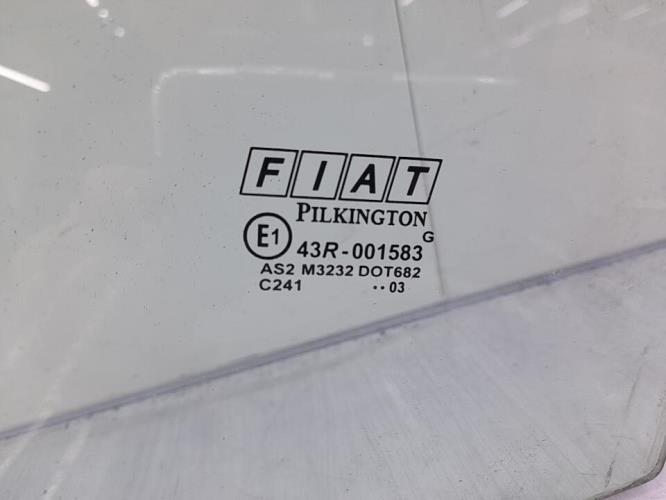 FIAT
PILKINGTON
G
E1 43R-001583
AS2 M3232 DOT682
C241 ··03